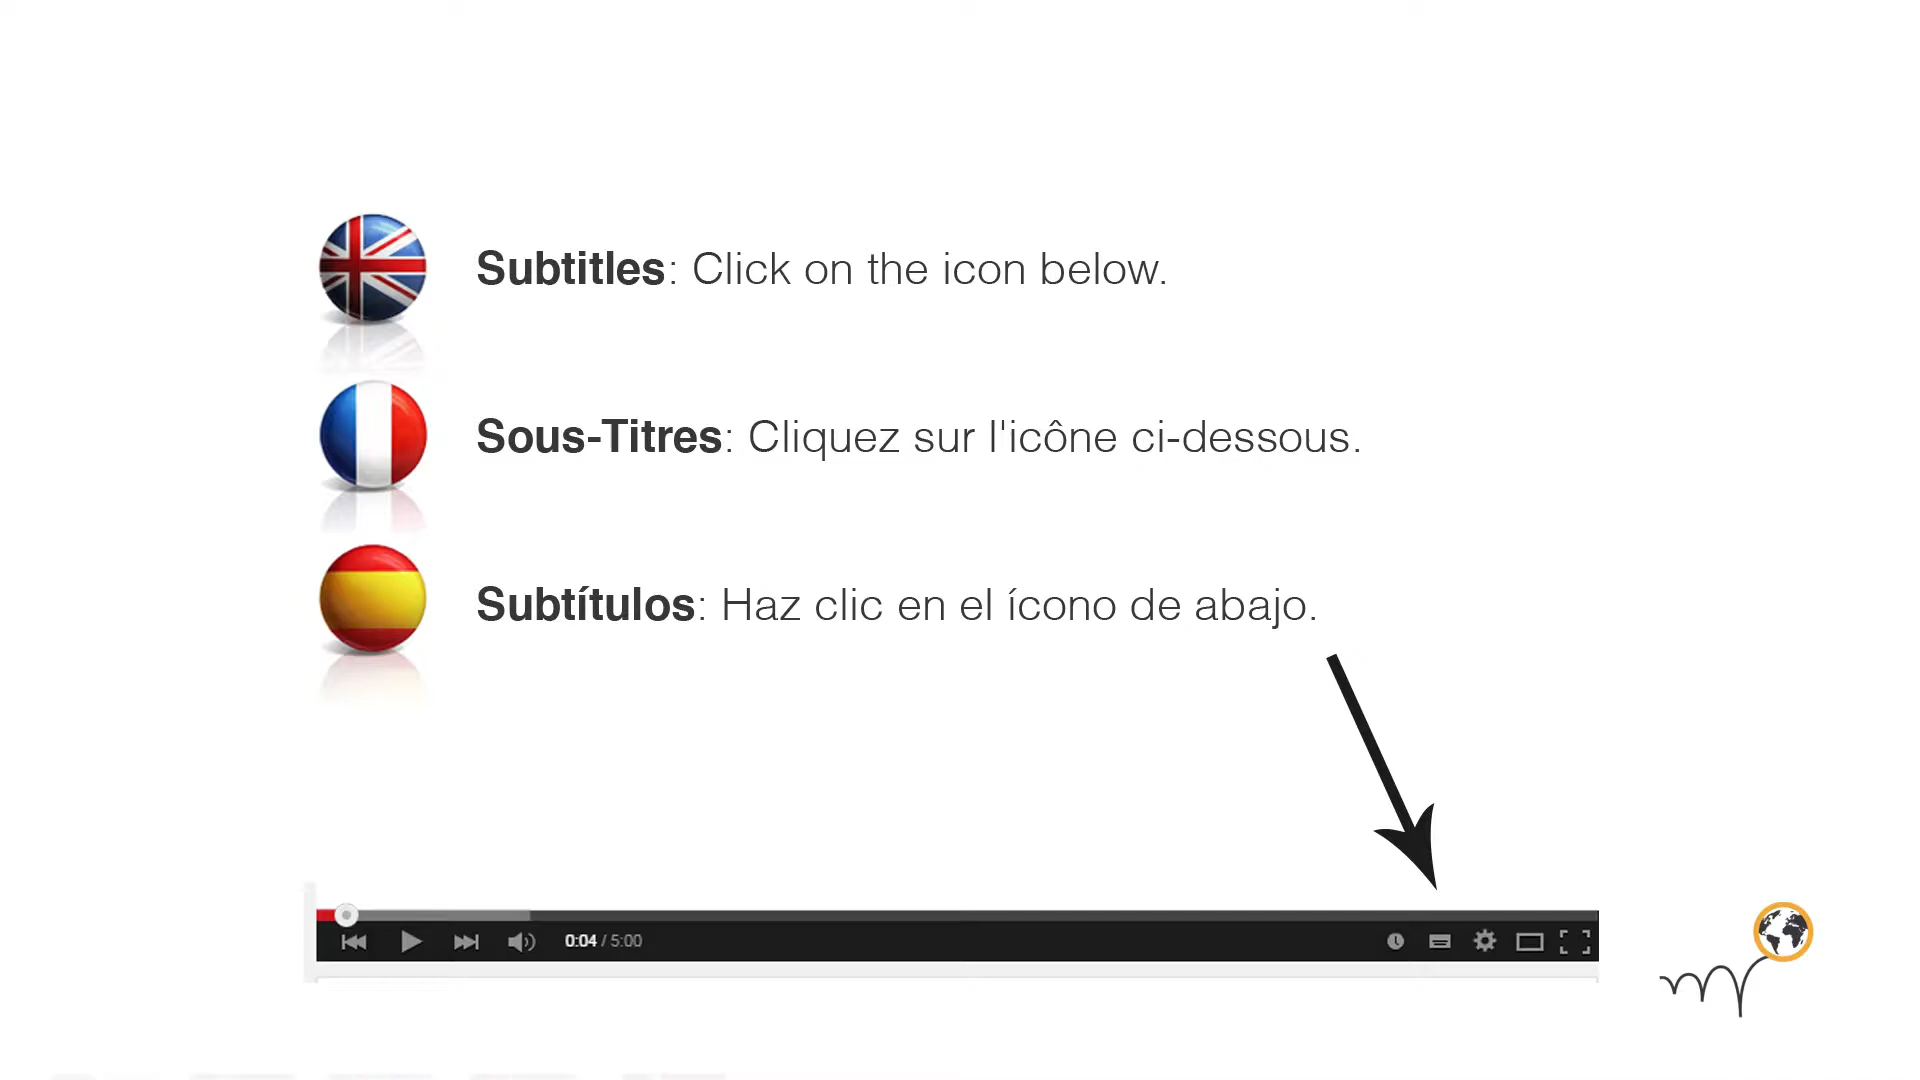 Subtitles: Click on the icon below.
Sous-Titres: Cliquez sur l'icône ci-dessous.
Subtítulos: Haz clic en el ícono de abajo.
0:04 / 5:00